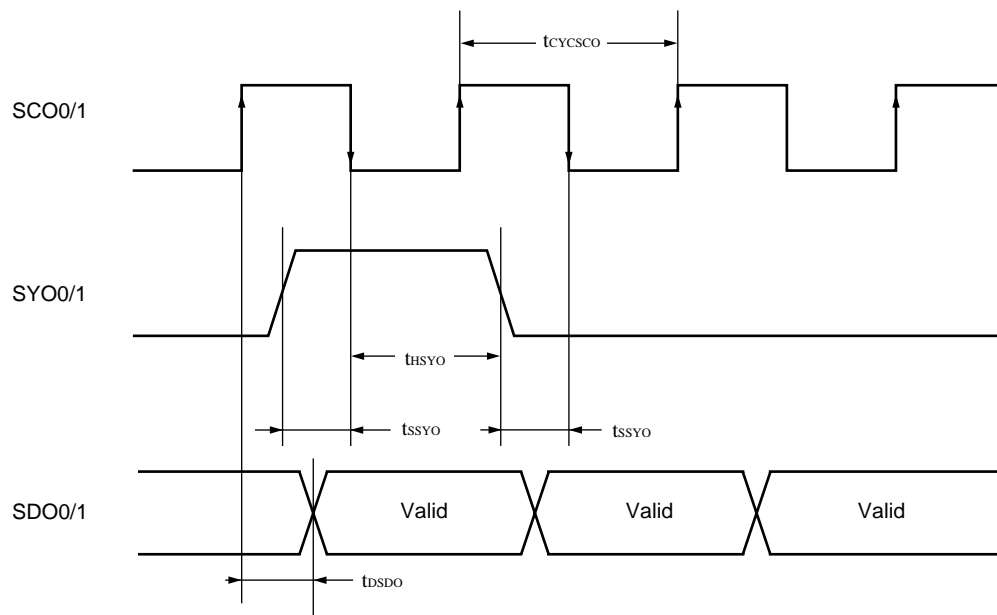 tCYCSCO
SCO0/1
SYO0/1
tHSYO
tSSYO
tSSYO
SDO0/1
Valid
Valid
Valid
tDSDO